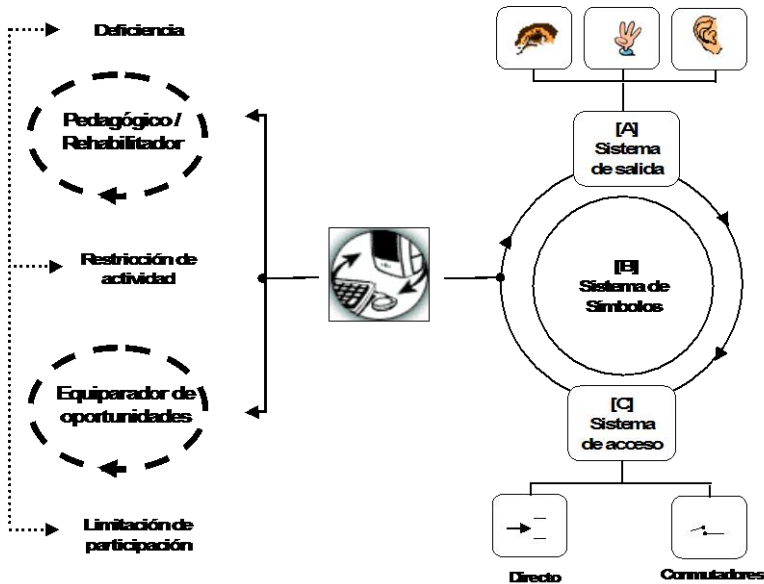 Deficiencia
Pedagógico /
Rehabilitador
Restricción de
actividad
Equiparador de
oportunidades
Limitación de
participación
[A]
Sistema
de salida
[B]
Sistema de
Símbolos
[C]
Sistema
de acceso
Directo
Conmutadores